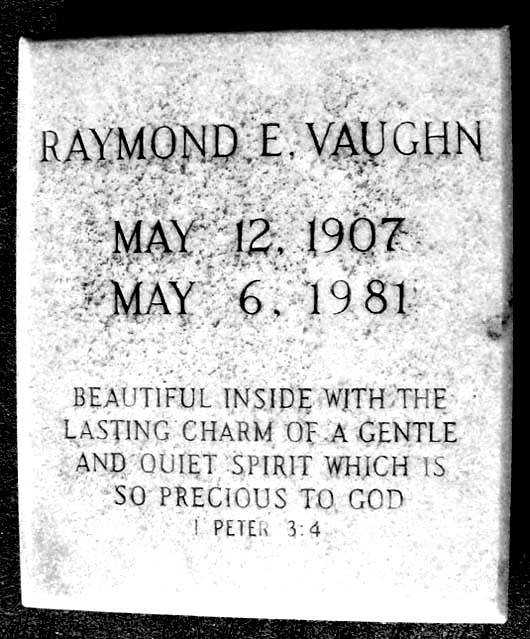 RAYMOND E. VAUGHN
MAY 12, 1907
MAY 6, 1981
BEAUTIFUL INSIDE WITH THE
LASTING CHARM OF A GENTLE
AND QUIET SPIRIT WHICH IS
SO PRECIOUS TO GOD
I PETER 3:4